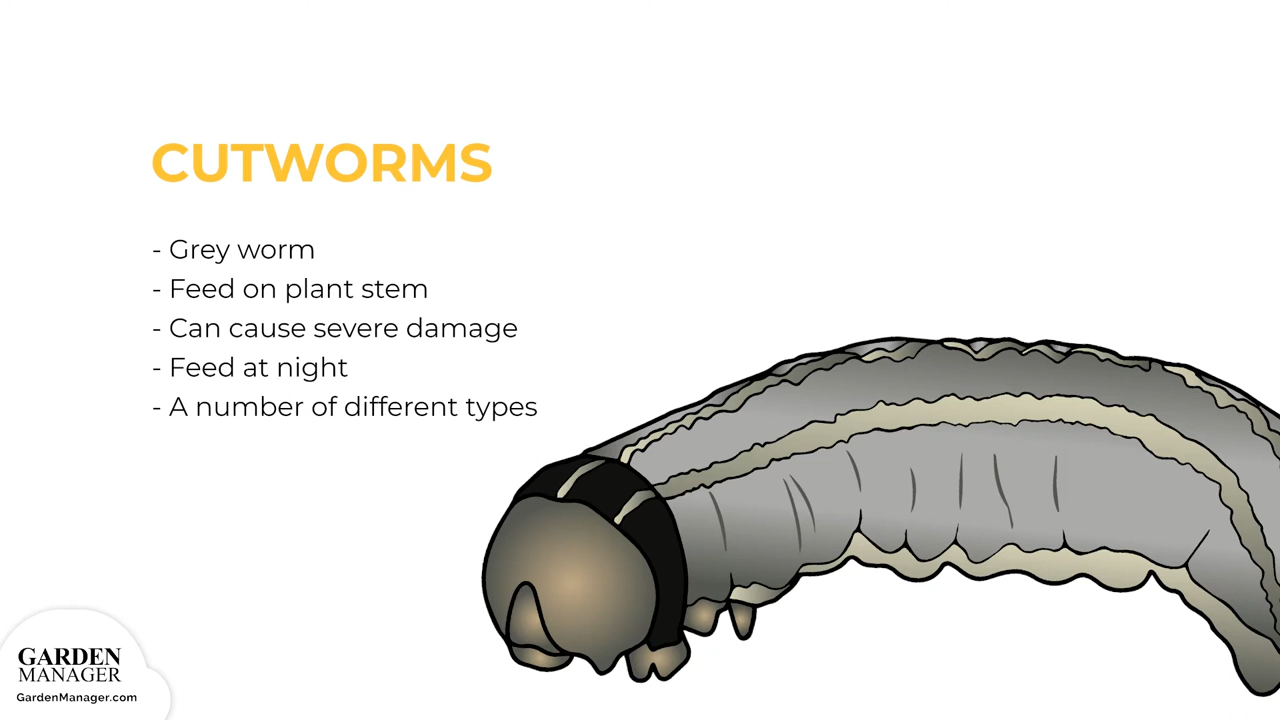 CUTWORMS
- Grey worm
- Feed on plant stem
- Can cause severe damage
- Feed at night
- A number of different types
GARDEN
MANAGER
GardenManager.com